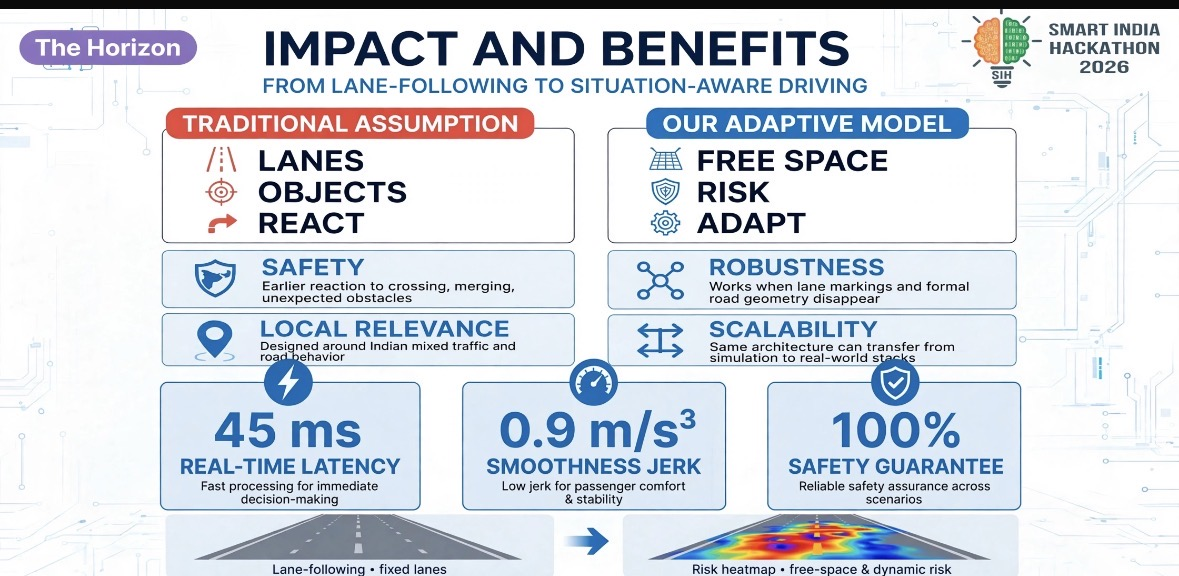 The Horizon
IMPACT AND BENEFITS
FROM LANE-FOLLOWING TO SITUATION-AWARE DRIVING
SIH
SMART INDIA
HACKATHON
2026
TRADITIONAL ASSUMPTION
LANES
OBJECTS
REACT
OUR ADAPTIVE MODEL
FREE SPACE
RISK
ADAPT
SAFETY
Earlier reaction to crossing, merging,
unexpected obstacles
ROBUSTNESS
Works when lane markings and formal
road geometry disappear
LOCAL RELEVANCE
Designed around Indian mixed traffic and
road behavior
SCALABILITY
Same architecture can transfer from
simulation to real-world stacks
45 ms
REAL-TIME LATENCY
Fast processing for immediate
decision-making
0.9 m/s³
SMOOTHNESS JERK
Low jerk for passenger comfort
& stability
100%
SAFETY GUARANTEE
Reliable safety assurance across
scenarios
Lane-following • fixed lanes
Risk heatmap • free-space & dynamic risk